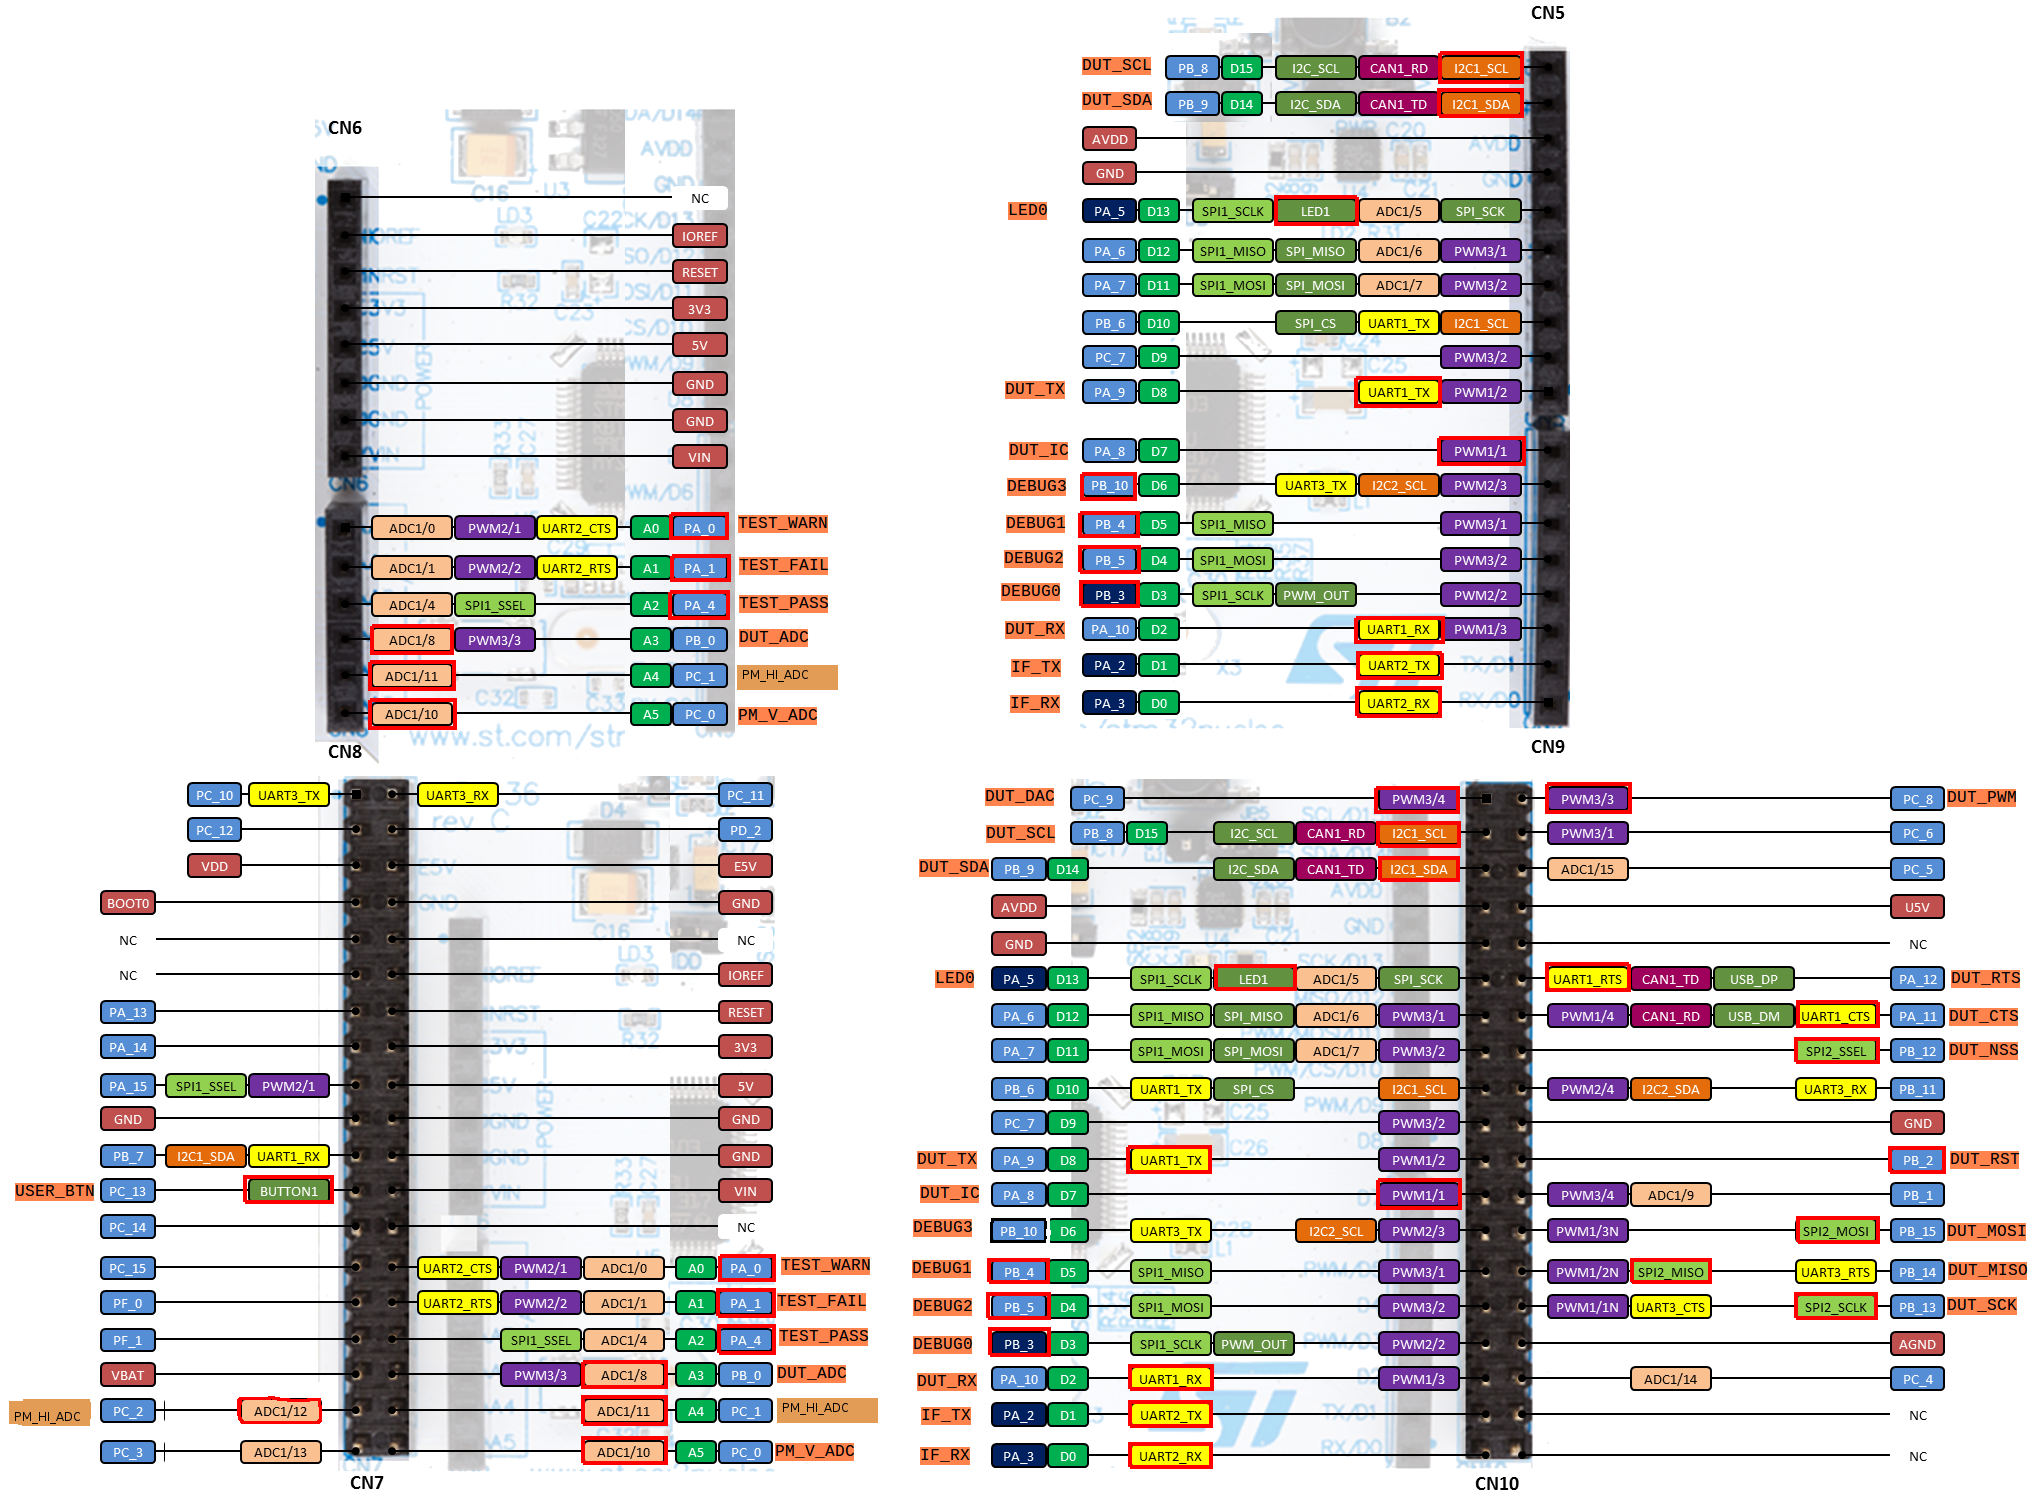 CN6
NC
IOREF
RESET
3V3
5V
GND
GND
VIN
ADC1/0 PWM2/1 UART2_CTS A0 PA_0 TEST_WARN
ADC1/1 PWM2/2 UART2_RTS A1 PA_1 TEST_FAIL
ADC1/4 SPI1_SSEL A2 PA_4 TEST_PASS
ADC1/8 PWM3/3 A3 PB_0 DUT_ADC
ADC1/11 A4 PC_1 PM_HI_ADC
ADC1/10 A5 PC_0 PM_V_ADC
www.st.com/str
CN8
CN5
DUT_SCL PB_8 D15 I2C_SCL CAN1_RD I2C1_SCL
DUT_SDA PB_9 D14 I2C_SDA CAN1_TD I2C1_SDA
AVDD
GND
LED0 PA_5 D13 SPI1_SCLK LED1 ADC1/5 SPI_SCK
PA_6 D12 SPI1_MISO SPI_MISO ADC1/6 PWM3/1
PA_7 D11 SPI1_MOSI SPI_MOSI ADC1/7 PWM3/2
PB_6 D10 SPI_CS UART1_TX I2C1_SCL
PC_7 D9 PWM3/2
DUT_TX PA_9 D8 UART1_TX PWM1/2
DUT_IC PA_8 D7 PWM1/1
DEBUG3 PB_10 D6 UART3_TX I2C2_SCL PWM2/3
DEBUG1 PB_4 D5 SPI1_MISO PWM3/1
DEBUG2 PB_5 D4 SPI1_MOSI PWM3/2
DEBUG0 PB_3 D3 SPI1_SCLK PWM_OUT PWM2/2
DUT_RX PA_10 D2 UART1_RX PWM1/3
IF_TX PA_2 D1 UART2_TX
IF_RX PA_3 D0 UART2_RX
CN9
PC_10 UART3_TX UART3_RX PC_11
PC_12 PD_2
VDD E5V
BOOT0 GND
NC NC
NC IOREF
PA_13 RESET
PA_14 3V3
PA_15 SPI1_SSEL PWM2/1 5V
GND GND
PB_7 I2C1_SDA UART1_RX GND
USER_BTN PC_13 BUTTON1 VIN
PC_14 NC
PC_15 UART2_CTS PWM2/1 ADC1/0 A0 PA_0 TEST_WARN
PF_0 UART2_RTS PWM2/2 ADC1/1 A1 PA_1 TEST_FAIL
PF_1 SPI1_SSEL ADC1/4 A2 PA_4 TEST_PASS
VBAT PWM3/3 ADC1/8 A3 PB_0 DUT_ADC
PM_HI_ADC PC_2 ADC1/12 ADC1/11 A4 PC_1 PM_HI_ADC
PC_3 ADC1/13 ADC1/10 A5 PC_0 PM_V_ADC
CN7
DUT_DAC PC_9 PWM3/4 PWM3/3 PC_8 DUT_PWM
DUT_SCL PB_8 D15 I2C_SCL CAN1_RD I2C1_SCL PWM3/1 PC_6
DUT_SDA PB_9 D14 I2C_SDA CAN1_TD I2C1_SDA ADC1/15 PC_5
AVDD U5V
GND NC
LED0 PA_5 D13 SPI1_SCLK LED1 ADC1/5 SPI_SCK UART1_RTS CAN1_TD USB_DP PA_12 DUT_RTS
PA_6 D12 SPI1_MISO SPI_MISO ADC1/6 PWM3/1 PWM1/4 CAN1_RD USB_DM UART1_CTS PA_11 DUT_CTS
PA_7 D11 SPI1_MOSI SPI_MOSI ADC1/7 PWM3/2 SPI2_SSEL PB_12 DUT_NSS
PB_6 D10 UART1_TX SPI_CS I2C1_SCL PWM2/4 I2C2_SDA UART3_RX PB_11
PC_7 D9 PWM3/2 GND
DUT_TX PA_9 D8 UART1_TX PWM1/2 PB_2 DUT_RST
DUT_IC PA_8 D7 PWM1/1 PWM3/4 ADC1/9 PB_1
DEBUG3 PB_10 D6 UART3_TX I2C2_SCL PWM2/3 PWM1/3N SPI2_MOSI PB_15 DUT_MOSI
DEBUG1 PB_4 D5 SPI1_MISO PWM3/1 PWM1/2N SPI2_MISO UART3_RTS PB_14 DUT_MISO
DEBUG2 PB_5 D4 SPI1_MOSI PWM3/2 PWM1/1N UART3_CTS SPI2_SCLK PB_13 DUT_SCK
DEBUG0 PB_3 D3 SPI1_SCLK PWM_OUT PWM2/2 AGND
DUT_RX PA_10 D2 UART1_RX PWM1/3 ADC1/14 PC_4
IF_TX PA_2 D1 UART2_TX NC
IF_RX PA_3 D0 UART2_RX NC
CN10